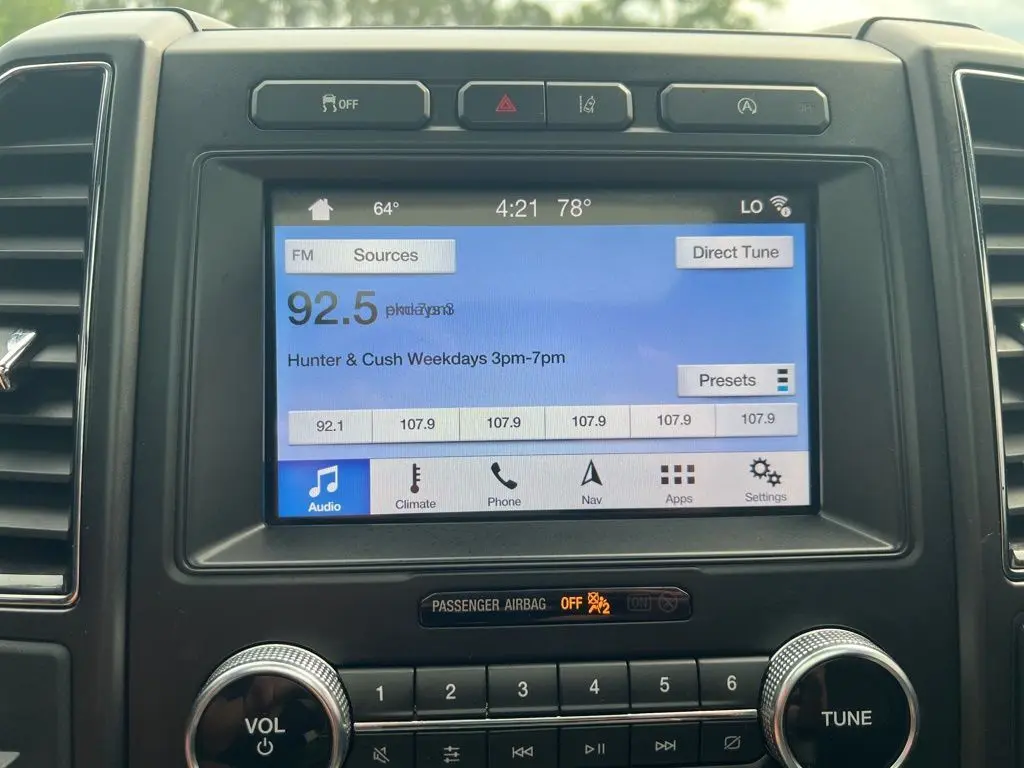 OFF
64° 4:21 78° LO
FM Sources Direct Tune
92.5
Hunter & Cush Weekdays 3pm-7pm
Presets
92.1 107.9 107.9 107.9 107.9 107.9
Audio Climate Phone Nav Apps Settings
PASSENGER AIRBAG OFF 2 ON
1 2 3 4 5 6
VOL TUNE